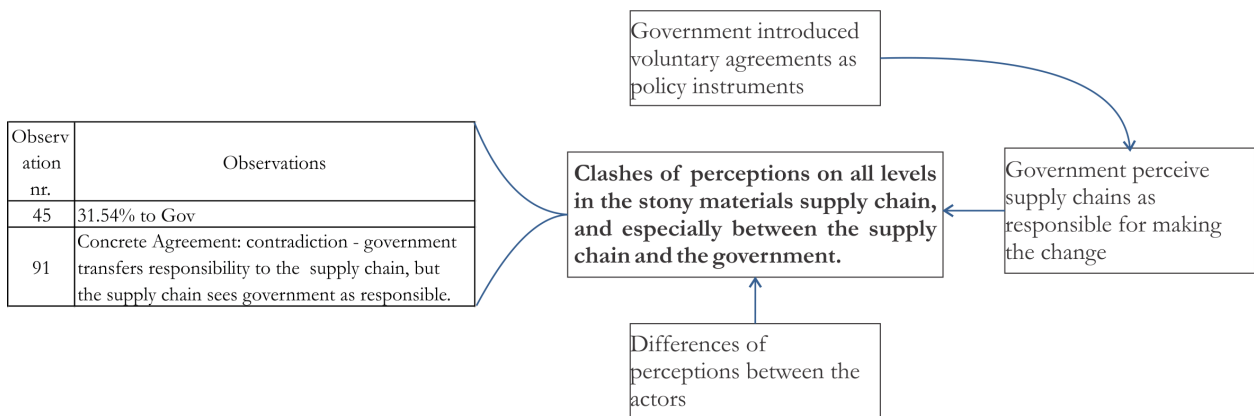 Government introduced
voluntary agreements as
policy instruments
Observ
ation
nr.
Observations
45
31.54% to Gov
91
Concrete Agreement: contradiction - government
transfers responsibility to the supply chain, but
the supply chain sees government as responsible.
Clashes of perceptions on all levels
in the stony materials supply chain,
and especially between the supply
chain and the government.
Government perceive
supply chains as
responsible for making
the change
Differences of
perceptions between the
actors